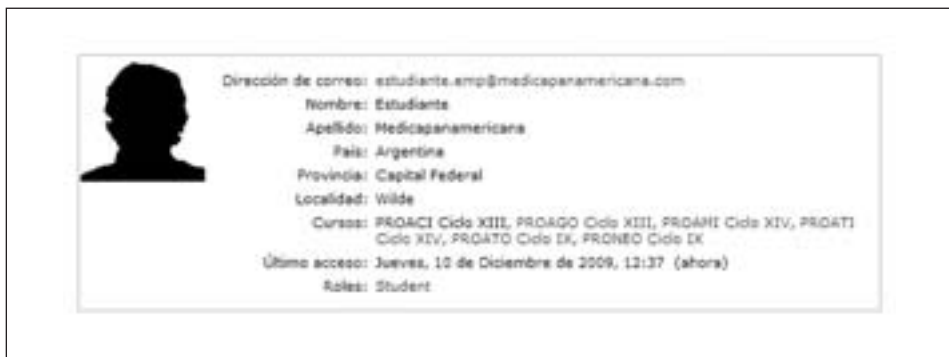 Dirección de correo: estudiante.emp@medicapanamericana.com
Nombre: Estudiante
Apellido: Medicapanamericana
País: Argentina
Provincia: Capital Federal
Localidad: Wilde
Cursos: PROACI Ciclo XIII, PROAGO Ciclo XIII, PROAMI Ciclo XIV, PROATI
Ciclo XIV, PROATO Ciclo IX, PRONEO Ciclo IX
Último acceso: Jueves, 10 de Diciembre de 2009, 12:37 (ahora)
Roles: Student